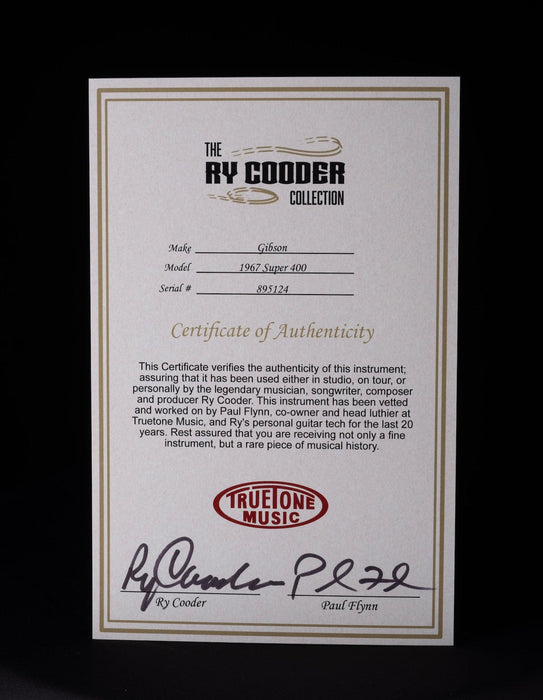 THE
RY COODER
COLLECTION
Make Gibson
Model 1967 Super 400
Serial # 895124
Certificate of Authenticity
This Certificate verifies the authenticity of this instrument;
assuring that it has been used either in studio, on tour, or
personally by the legendary musician, songwriter, composer
and producer Ry Cooder. This instrument has been vetted
and worked on by Paul Flynn, co-owner and head luthier at
Truetone Music, and Ry's personal guitar tech for the last 20
years. Rest assured that you are receiving not only a fine
instrument, but a rare piece of musical history.
TRUETONE
MUSIC
Ry Cooder
Ry Cooder Paul Flynn